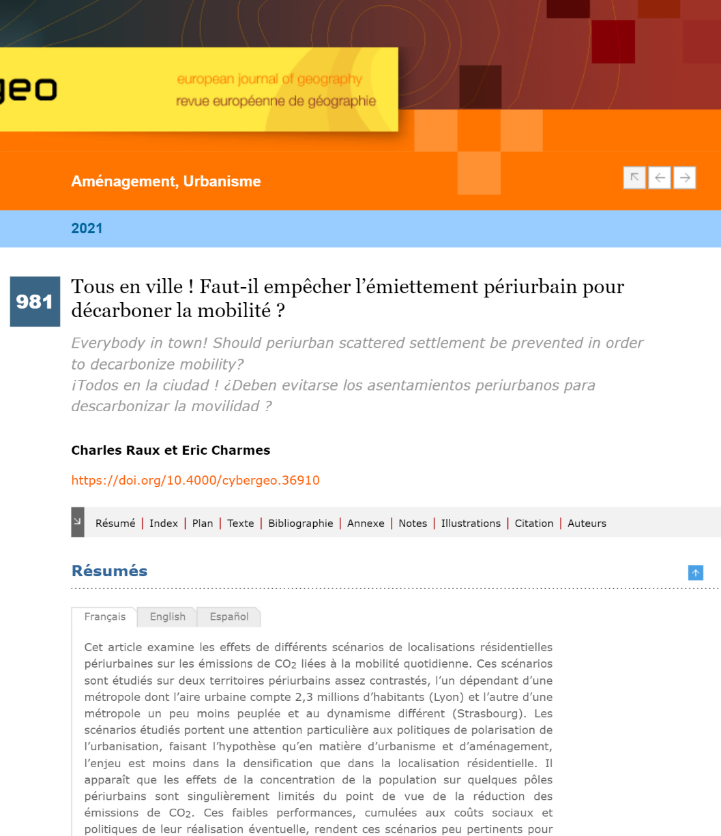 geo
european journal of geography
revue européenne de géographie
Aménagement, Urbanisme
2021
981
Tous en ville ! Faut-il empêcher l’émiettement périurbain pour
décarboner la mobilité ?
Everybody in town! Should periurban scattered settlement be prevented in order
to decarbonize mobility?
¡Todos en la ciudad ! ¿Deben evitarse los asentamientos periurbanos para
descarbonizar la movilidad ?
Charles Raux et Eric Charmes
https://doi.org/10.4000/cybergeo.36910
Résumé | Index | Plan | Texte | Bibliographie | Annexe | Notes | Illustrations | Citation | Auteurs
Résumés
Français English Español
Cet article examine les effets de différents scénarios de localisations résidentielles
périurbaines sur les émissions de CO2 liées à la mobilité quotidienne. Ces scénarios
sont étudiés sur deux territoires périurbains assez contrastés, l’un dépendant d’une
métropole dont l’aire urbaine compte 2,3 millions d’habitants (Lyon) et l’autre d’une
métropole un peu moins peuplée et au dynamisme différent (Strasbourg). Les
scénarios étudiés portent une attention particulière aux politiques de polarisation de
l’urbanisation, faisant l’hypothèse qu’en matière d’urbanisme et d’aménagement,
l’enjeu est moins dans la densification que dans la localisation résidentielle. Il
apparaît que les effets de la concentration de la population sur quelques pôles
périurbains sont singulièrement limités du point de vue de la réduction des
émissions de CO2. Ces faibles performances, cumulées aux coûts sociaux et
politiques de leur réalisation éventuelle, rendent ces scénarios peu pertinents pour